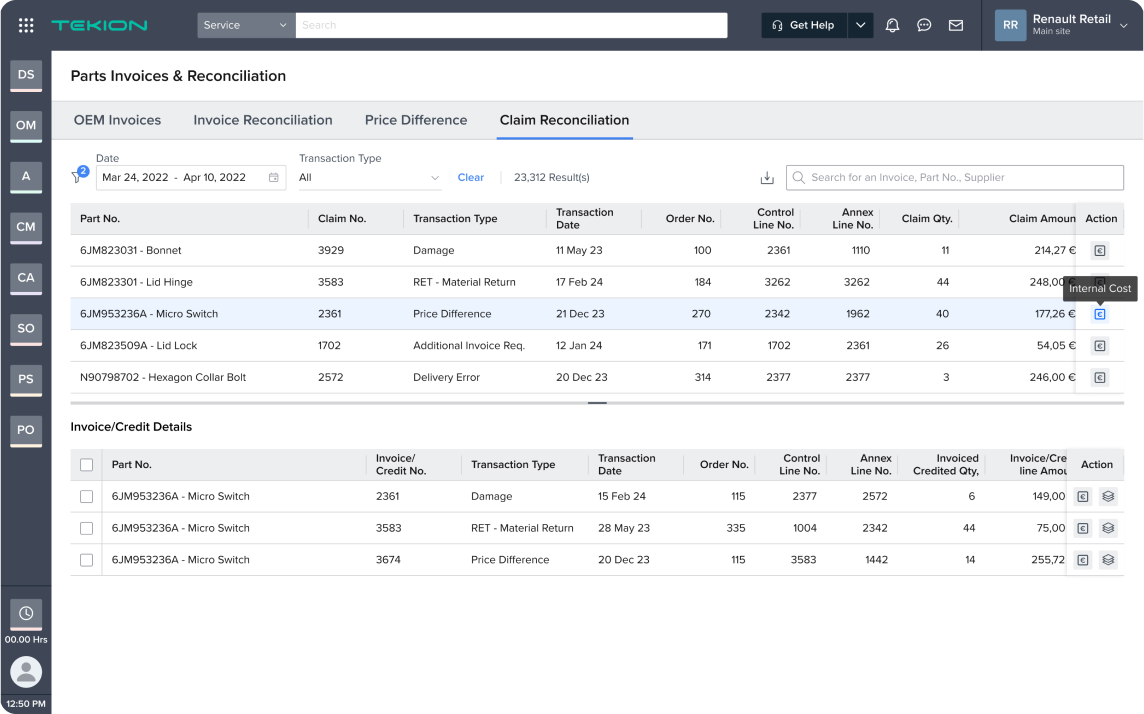 TEKION
Service
Search
Get Help
RR
Renault Retail
Main site
DS
OM
A
CM
CA
SO
PS
PO
00.00 Hrs
12:50 PM
Parts Invoices & Reconciliation
OEM Invoices Invoice Reconciliation Price Difference Claim Reconciliation
2
Date
Mar 24, 2022 - Apr 10, 2022
Transaction Type
All
Clear
23,312 Result(s)
Search for an Invoice, Part No., Supplier
Part No. Claim No. Transaction Type Transaction Date Order No. Control Line No. Annex Line No. Claim Qty. Claim Amoun Action
6JM823031 - Bonnet 3929 Damage 11 May 23 100 2361 1110 11 214,27 €
6JM823301 - Lid Hinge 3583 RET - Material Return 17 Feb 24 184 3262 3262 44 248,00 €
Internal Cost
6JM953236A - Micro Switch 2361 Price Difference 21 Dec 23 270 2342 1962 40 177,26 €
6JM823509A - Lid Lock 1702 Additional Invoice Req. 12 Jan 24 171 1702 2361 26 54,05 €
N90798702 - Hexagon Collar Bolt 2572 Delivery Error 20 Dec 23 314 2377 2377 3 246,00 €
Invoice/Credit Details
Part No. Invoice/ Credit No. Transaction Type Transaction Date Order No. Control Line No. Annex Line No. Invoiced Credited Qty, Invoice/Cre line Amou Action
6JM953236A - Micro Switch 2361 Damage 15 Feb 24 115 2377 2572 6 149,00
6JM953236A - Micro Switch 3583 RET - Material Return 28 May 23 335 1004 2342 44 75,00
6JM953236A - Micro Switch 3674 Price Difference 20 Dec 23 115 3583 1442 14 255,72